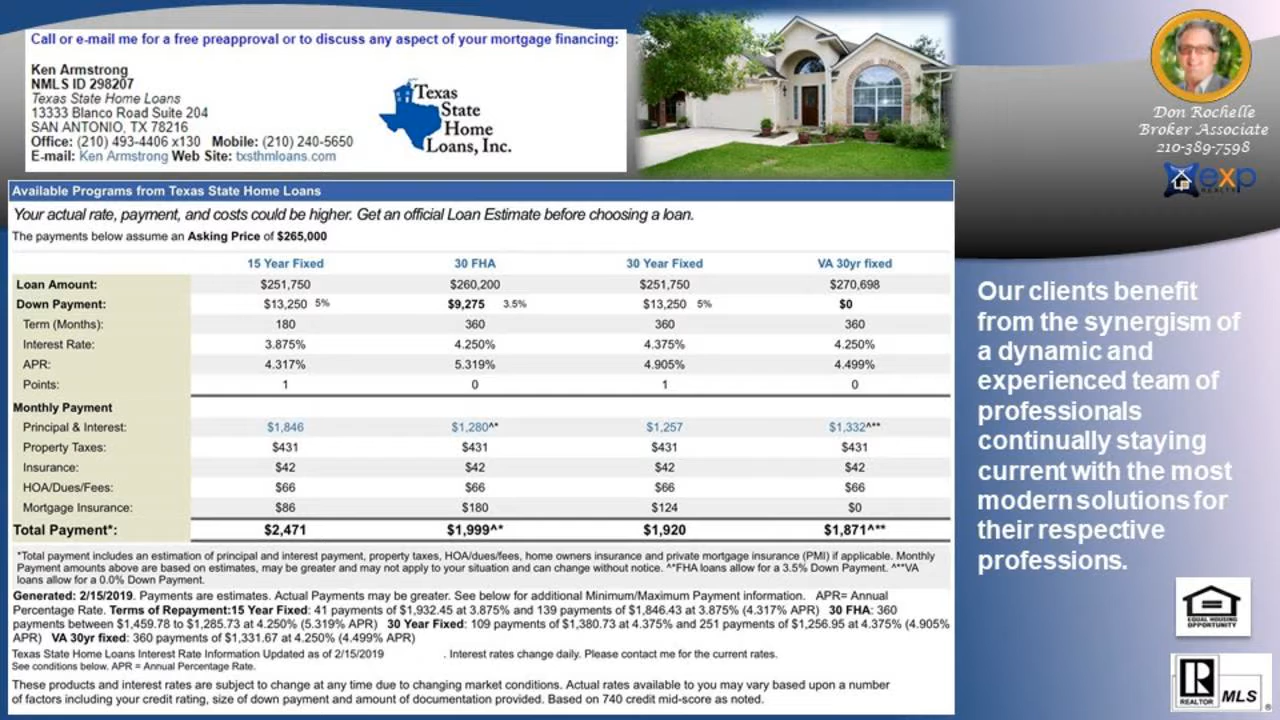 Call or e-mail me for a free preapproval or to discuss any aspect of your mortgage financing:
Ken Armstrong
NMLS ID 298207
Texas State Home Loans
13333 Blanco Road Suite 204
SAN ANTONIO, TX 78216
Office: (210) 493-4406 x130 Mobile: (210) 240-5650
E-mail: Ken Armstrong Web Site: txsthmloans.com
Texas
State
Home
Loans, Inc.
Don Rochelle
Broker Associate
210-389-7598
exp
REALTY
Available Programs from Texas State Home Loans
Your actual rate, payment, and costs could be higher. Get an official Loan Estimate before choosing a loan.
The payments below assume an Asking Price of $265,000
15 Year Fixed 30 FHA 30 Year Fixed VA 30yr fixed
Loan Amount: $251,750 $260,200 $251,750 $270,698
Down Payment: $13,250 5% $9,275 3.5% $13,250 5% $0
Term (Months): 180 360 360 360
Interest Rate: 3.875% 4.250% 4.375% 4.250%
APR: 4.317% 5.319% 4.905% 4.499%
Points: 1 0 1 0
Monthly Payment
Principal & Interest: $1,846 $1,280^* $1,257 $1,332^**
Property Taxes: $431 $431 $431 $431
Insurance: $42 $42 $42 $42
HOA/Dues/Fees: $66 $66 $66 $66
Mortgage Insurance: $86 $180 $124 $0
Total Payment*: $2,471 $1,999^* $1,920 $1,871^**
*Total payment includes an estimation of principal and interest payment, property taxes, HOA/dues/fees, home owners insurance and private mortgage insurance (PMI) if applicable. Monthly
Payment amounts above are based on estimates, may be greater and may not apply to your situation and can change without notice. ^*FHA loans allow for a 3.5% Down Payment. ^**VA
loans allow for a 0.0% Down Payment.
Generated: 2/15/2019. Payments are estimates. Actual Payments may be greater. See below for additional Minimum/Maximum Payment information. APR= Annual
Percentage Rate. Terms of Repayment:15 Year Fixed: 41 payments of $1,932.45 at 3.875% and 139 payments of $1,846.43 at 3.875% (4.317% APR) 30 FHA: 360
payments between $1,459.78 to $1,285.73 at 4.250% (5.319% APR) 30 Year Fixed: 109 payments of $1,380.73 at 4.375% and 251 payments of $1,256.95 at 4.375% (4.905%
APR) VA 30yr fixed: 360 payments of $1,331.67 at 4.250% (4.499% APR)
Texas State Home Loans Interest Rate Information Updated as of 2/15/2019 . Interest rates change daily. Please contact me for the current rates.
See conditions below. APR = Annual Percentage Rate.
These products and interest rates are subject to change at any time due to changing market conditions. Actual rates available to you may vary based upon a number
of factors including your credit rating, size of down payment and amount of documentation provided. Based on 740 credit mid-score as noted.
Our clients benefit
from the synergism of
a dynamic and
experienced team of
professionals
continually staying
current with the most
modern solutions for
their respective
professions.
EQUAL HOUSING
OPPORTUNITY
R
REALTOR
MLS
®